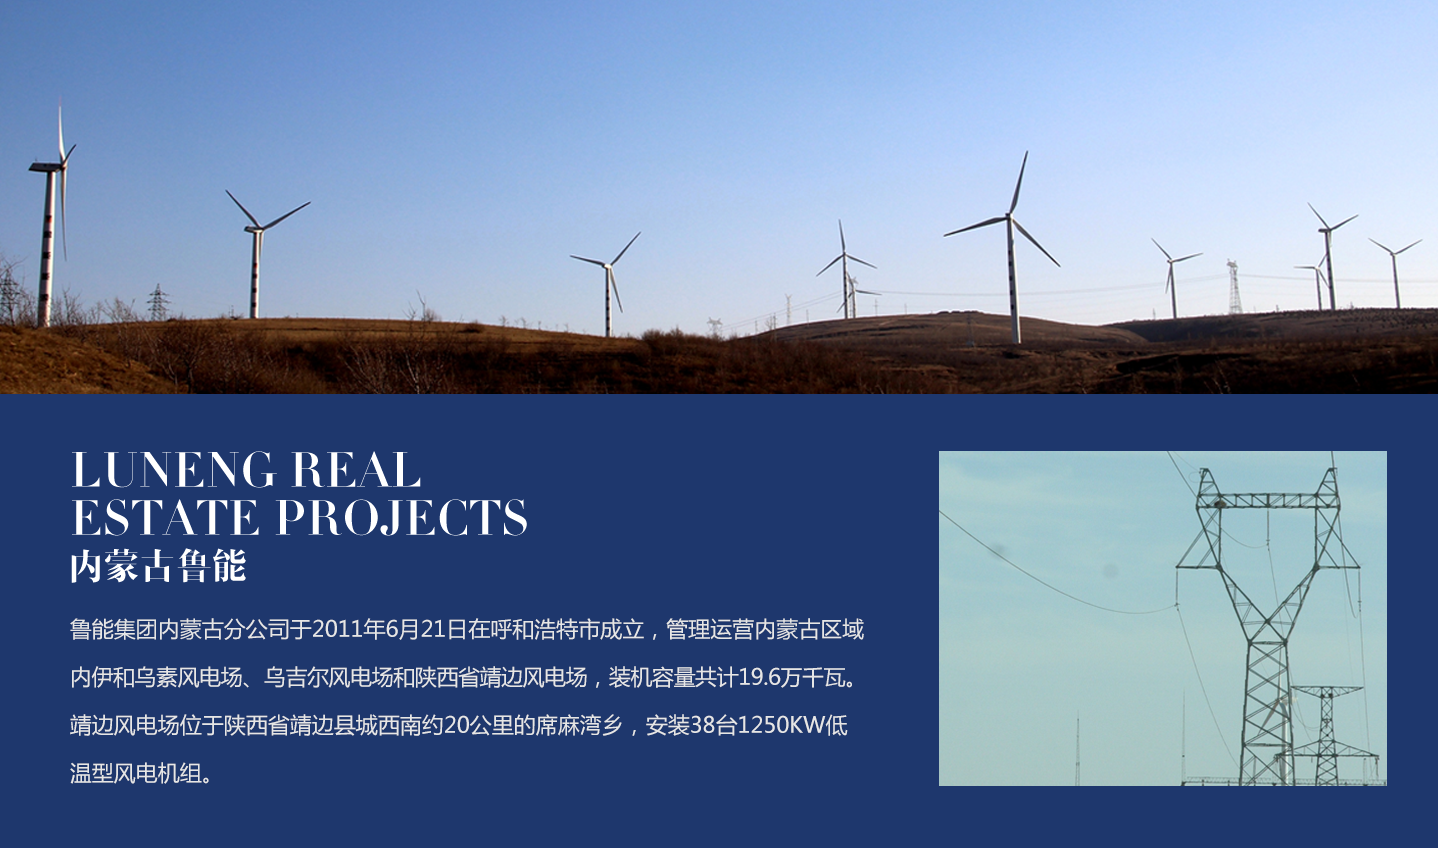 LUNENG REAL
ESTATE PROJECTS
内蒙古鲁能
鲁能集团内蒙古分公司于2011年6月21日在呼和浩特市成立，管理运营内蒙古区域
内伊和乌素风电场、乌吉尔风电场和陕西省靖边风电场，装机容量共计19.6万千瓦。
靖边风电场位于陕西省靖边县城西南约20公里的席麻湾乡，安装38台1250KW低
温型风电机组。